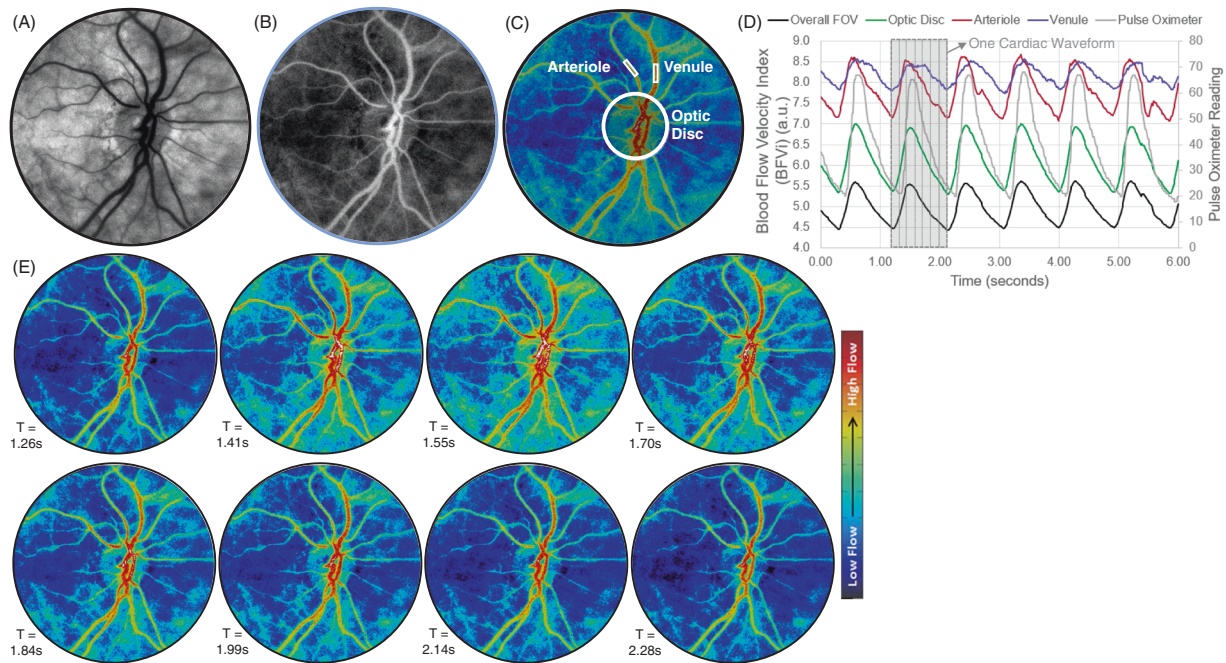 (A)
(B)
(C)
Arteriole
Venule
Optic
Disc
(D)
Overall FOV
Optic Disc
Arteriole
Venule
Pulse Oximeter
One Cardiac Waveform
Blood Flow Velocity Index
(BFVi) (a.u.)
9.0
8.5
8.0
7.5
7.0
6.5
6.0
5.5
5.0
4.5
4.0
80
70
60
50
40
30
20
10
0
Pulse Oximeter Reading
0.00
1.00
2.00
3.00
4.00
5.00
6.00
Time (seconds)
(E)
T =
1.26s
T =
1.41s
T =
1.55s
T =
1.70s
T =
1.84s
T =
1.99s
T =
2.14s
T =
2.28s
High Flow
Low Flow